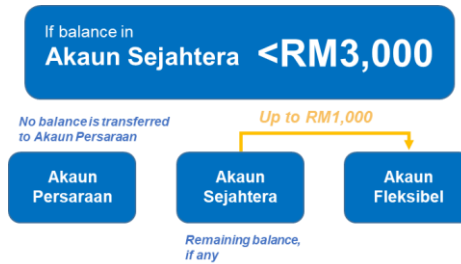 If balance in
Akaun Sejahtera <RM3,000
No balance is transferred
to Akaun Persaraan
Up to RM1,000
Akaun
Persaraan
Akaun
Sejahtera
Akaun
Fleksibel
Remaining balance,
if any